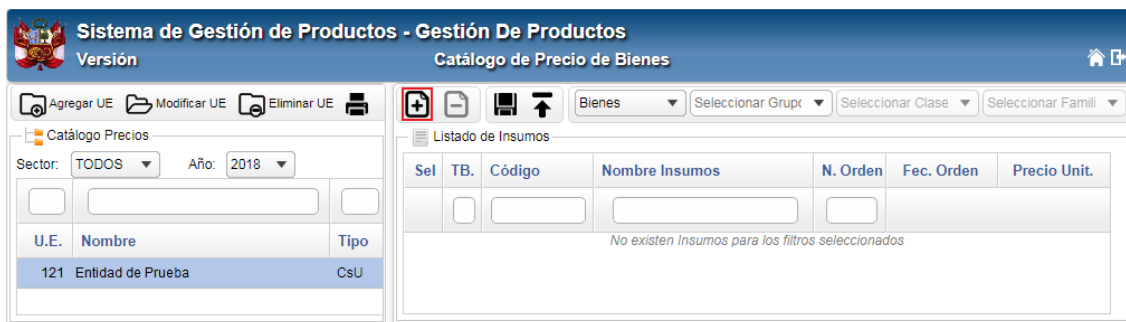 Sistema de Gestión de Productos - Gestión De Productos
Versión Catálogo de Precio de Bienes
Agregar UE Modificar UE Eliminar UE
Bienes Seleccionar Grupo Seleccionar Clase Seleccionar Famili
Catálogo Precios
Sector: TODOS Año: 2018
U.E. Nombre Tipo
121 Entidad de Prueba CsU
Listado de Insumos
Sel TB. Código Nombre Insumos N. Orden Fec. Orden Precio Unit.
No existen Insumos para los filtros seleccionados